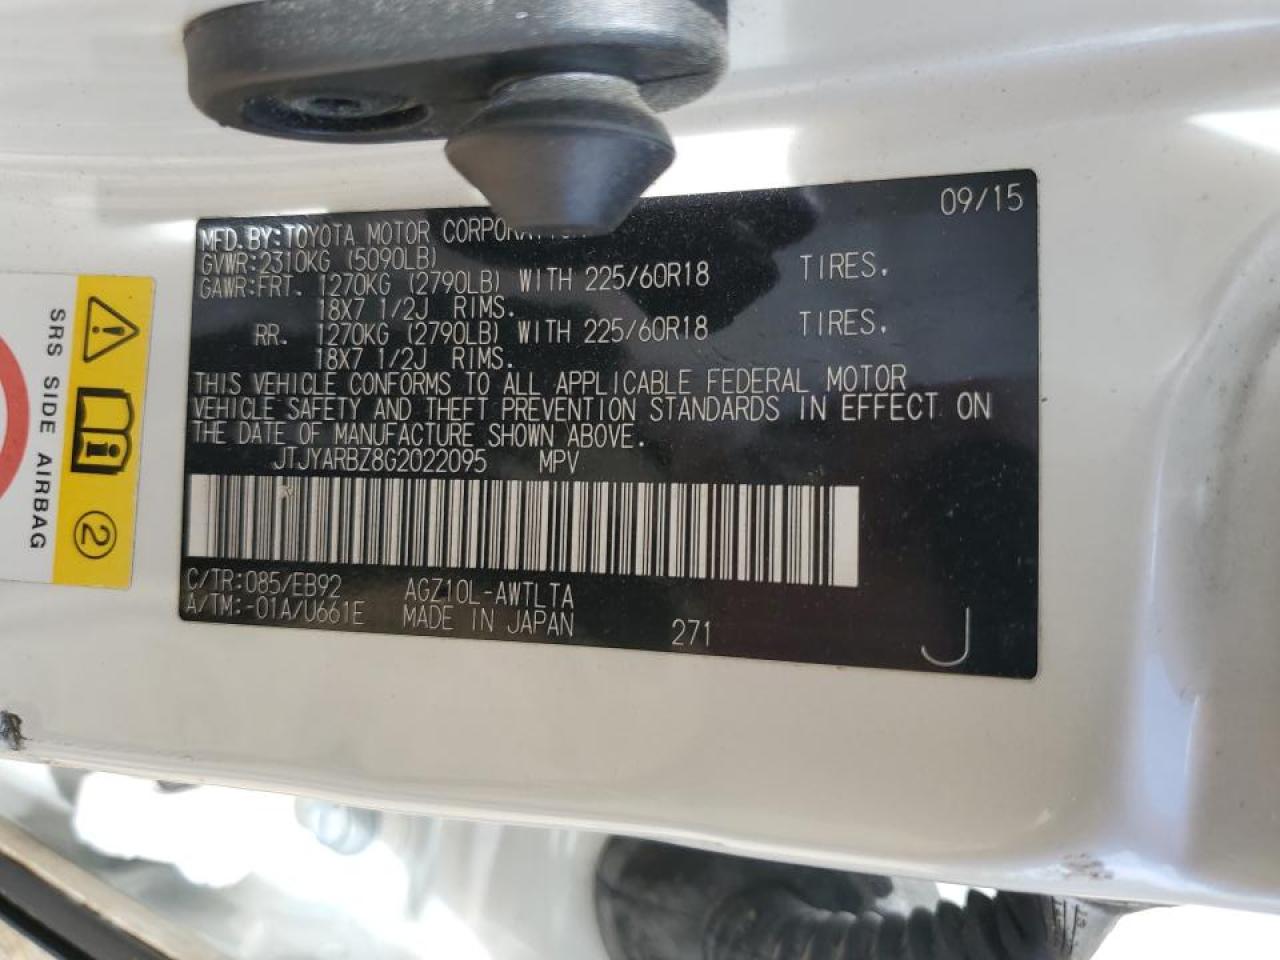 09/15
MFD.BY:TOYOTA MOTOR
GVWR:2310KG (5090LB)
GAWR:FRT. 1270KG (2790LB) WITH 225/60R18 TIRES.
18X7 1/2J RIMS.
RR. 1270KG (2790LB) WITH 225/60R18 TIRES.
18X7 1/2J RIMS.
THIS VEHICLE CONFORMS TO ALL APPLICABLE FEDERAL MOTOR
VEHICLE SAFETY AND THEFT PREVENTION STANDARDS IN EFFECT ON
THE DATE OF MANUFACTURE SHOWN ABOVE.
JTJYARBZ8G2022095 MPV
C/TR:085/EB92 AGZ10L-AWTLTA
A/TM:-01A/U661E MADE IN JAPAN 271
J
SRS SIDE AIRBAG
2